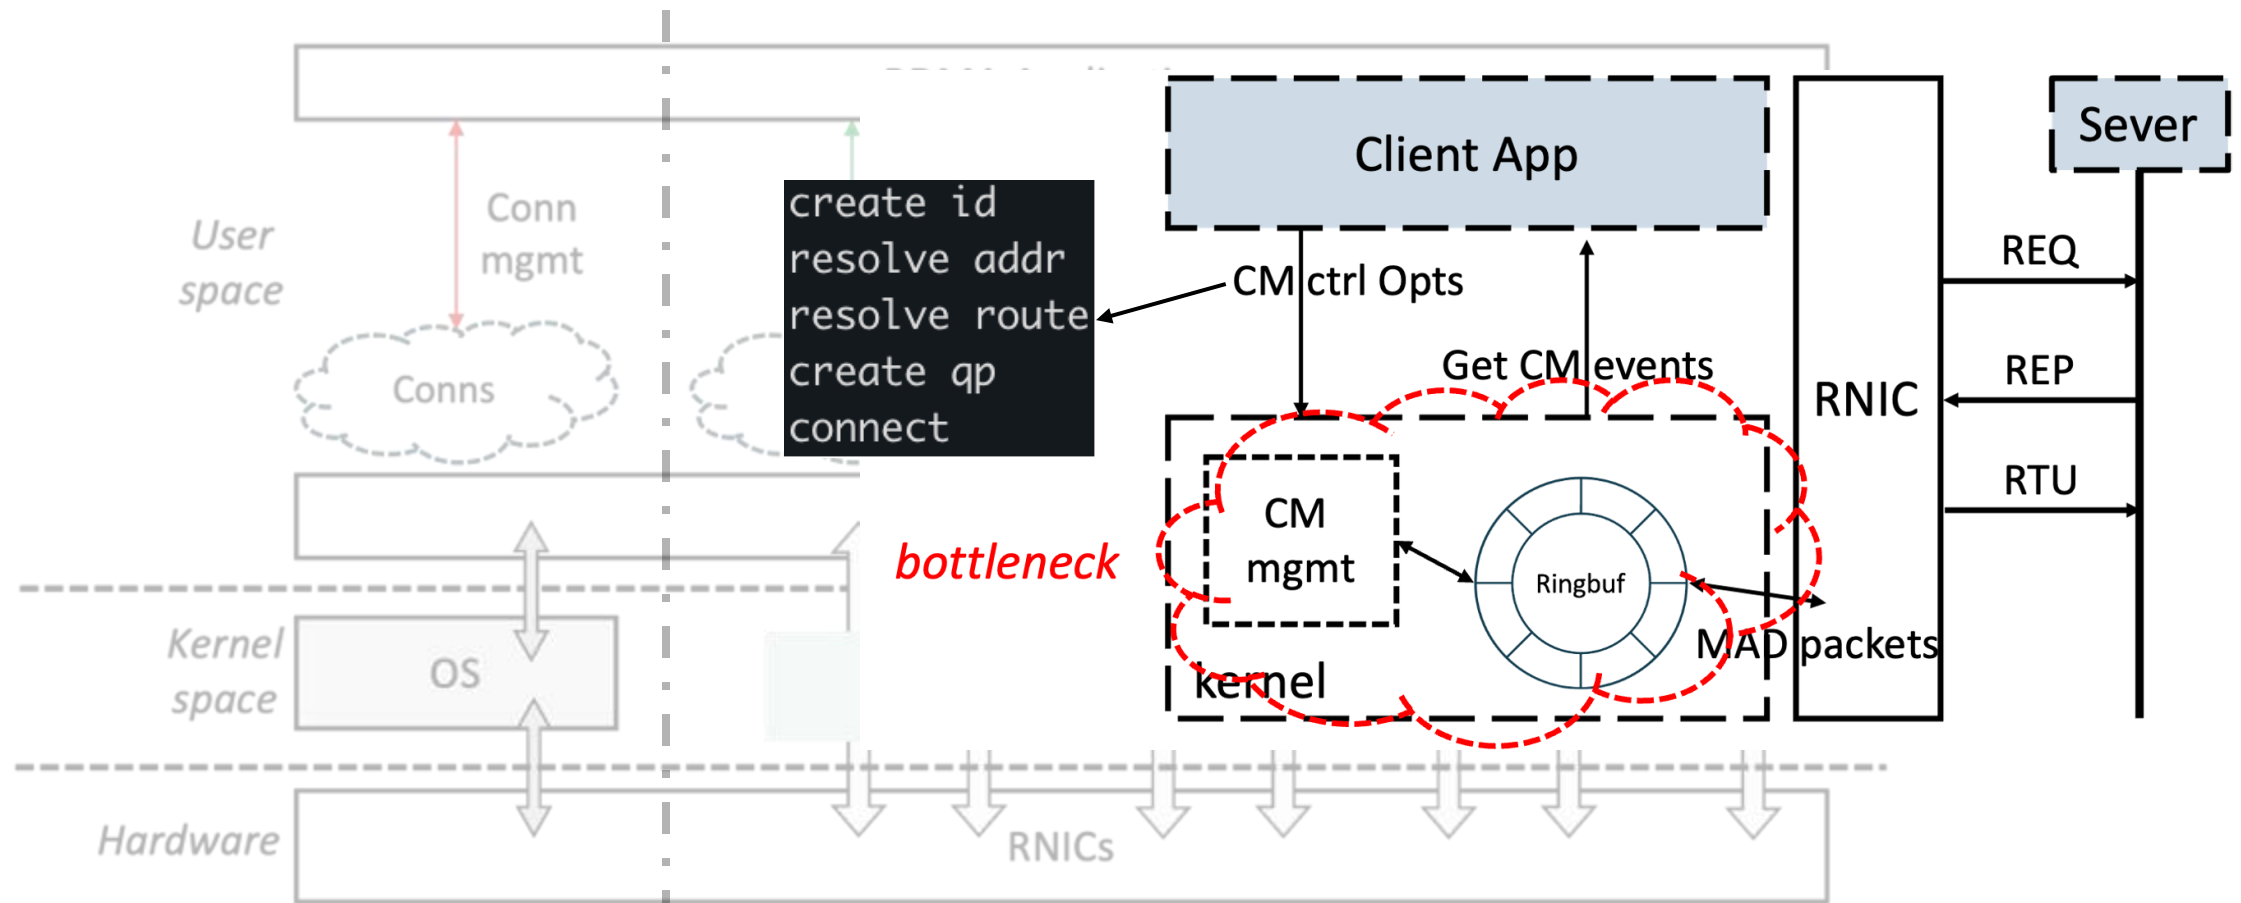 Client App
Sever
create id
resolve addr
resolve route
create qp
connect
User
space
Conn
mgmt
CM ctrl Opts
REQ
Get CM events
REP
RNIC
Conns
RTU
CM
mgmt
Ringbuf
bottleneck
MAD packets
kernel
Kernel
space
OS
Hardware
RNICs